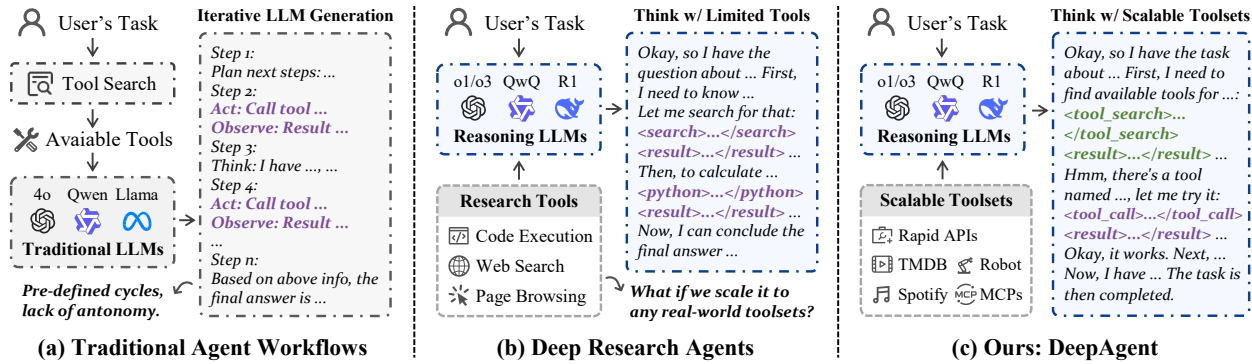 User's Task
Tool Search
Avaiable Tools
4o Qwen Llama
Traditional LLMs
Pre-defined cycles,
lack of antonomy.
Iterative LLM Generation
Step 1:
Plan next steps: ...
Step 2:
Act: Call tool ...
Observe: Result ...
Step 3:
Think: I have ..., ...
Step 4:
Act: Call tool ...
Observe: Result ...
...
Step n:
Based on above info, the
final answer is ...
(a) Traditional Agent Workflows
User's Task
o1/o3 QwQ R1
Reasoning LLMs
Research Tools
Code Execution
Web Search
Page Browsing
Think w/ Limited Tools
Okay, so I have the
question about ... First,
I need to know ...
Let me search for that:
<search>...</search>
<result>...</result> ...
Then, to calculate ...
<python>...</python>
<result>...</result> ...
Now, I can conclude the
final answer ...
What if we scale it to
any real-world toolsets?
(b) Deep Research Agents
User's Task
o1/o3 QwQ R1
Reasoning LLMs
Scalable Toolsets
Rapid APIs
TMDB Robot
Spotify MCP MCPs
Think w/ Scalable Toolsets
Okay, so I have the task
about ... First, I need to
find available tools for ...:
<tool_search>...
</tool_search>
<result>...</result> ...
Hmm, there's a tool
named ..., let me try it:
<tool_call>...</tool_call>
<result>...</result> ...
Okay, it works. Next, ...
Now, I have ... The task is
then completed.
(c) Ours: DeepAgent